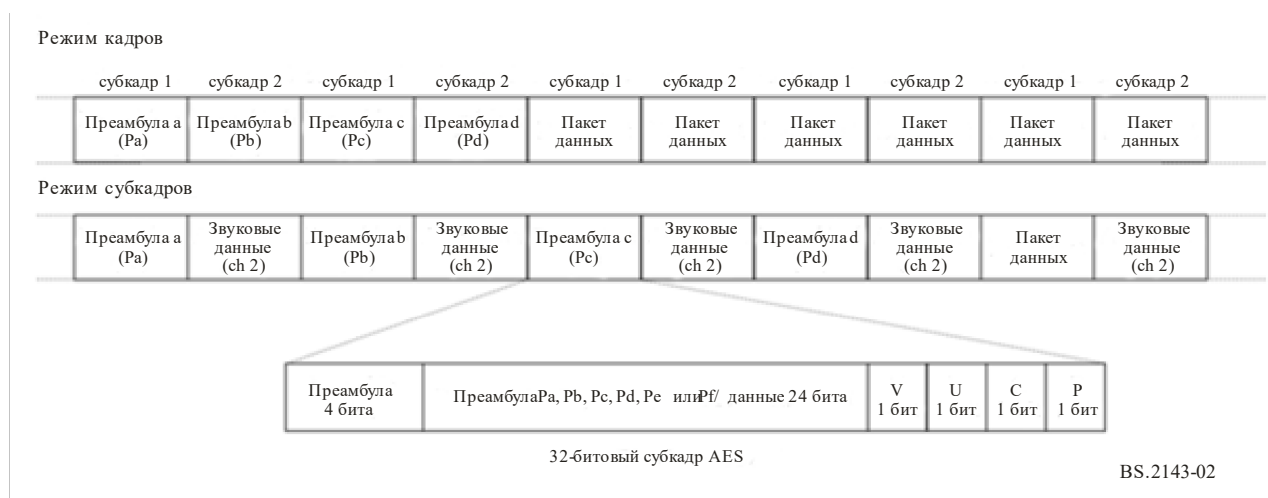 Режим кадров
субкадр 1 субкадр 2 субкадр 1 субкадр 2 субкадр 1 субкадр 2 субкадр 1 субкадр 2 субкадр 1 субкадр 2
Преамбула a Преамбула b Преамбула c Преамбула d Пакет Пакет Пакет Пакет Пакет Пакет
(Pa) (Pb) (Pc) (Pd) данных данных данных данных данных данных
Режим субкадров
Преамбула a
(Pa)
Звуковые
данные
(ch 2)
Преамбула b
(Pb)
Звуковые
данные
(ch 2)
Преамбула c
(Pc)
Звуковые
данные
(ch 2)
Преамбула d
(Pd)
Звуковые
данные
(ch 2)
Пакет
данных
Звуковые
данные
(ch 2)
Преамбула
4 бита
Преамбула Pa, Pb, Pc, Pd, Pe или Pf/ данные 24 бита
V
1 бит
U
1 бит
C
1 бит
P
1 бит
32-битовый субкадр AES
BS.2143-02